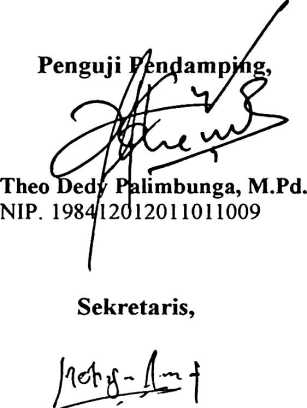 Penguji Pendamping,
Theo Dedy Palimbunga, M.Pd.
NIP. 198412012011011009
Sekretaris,